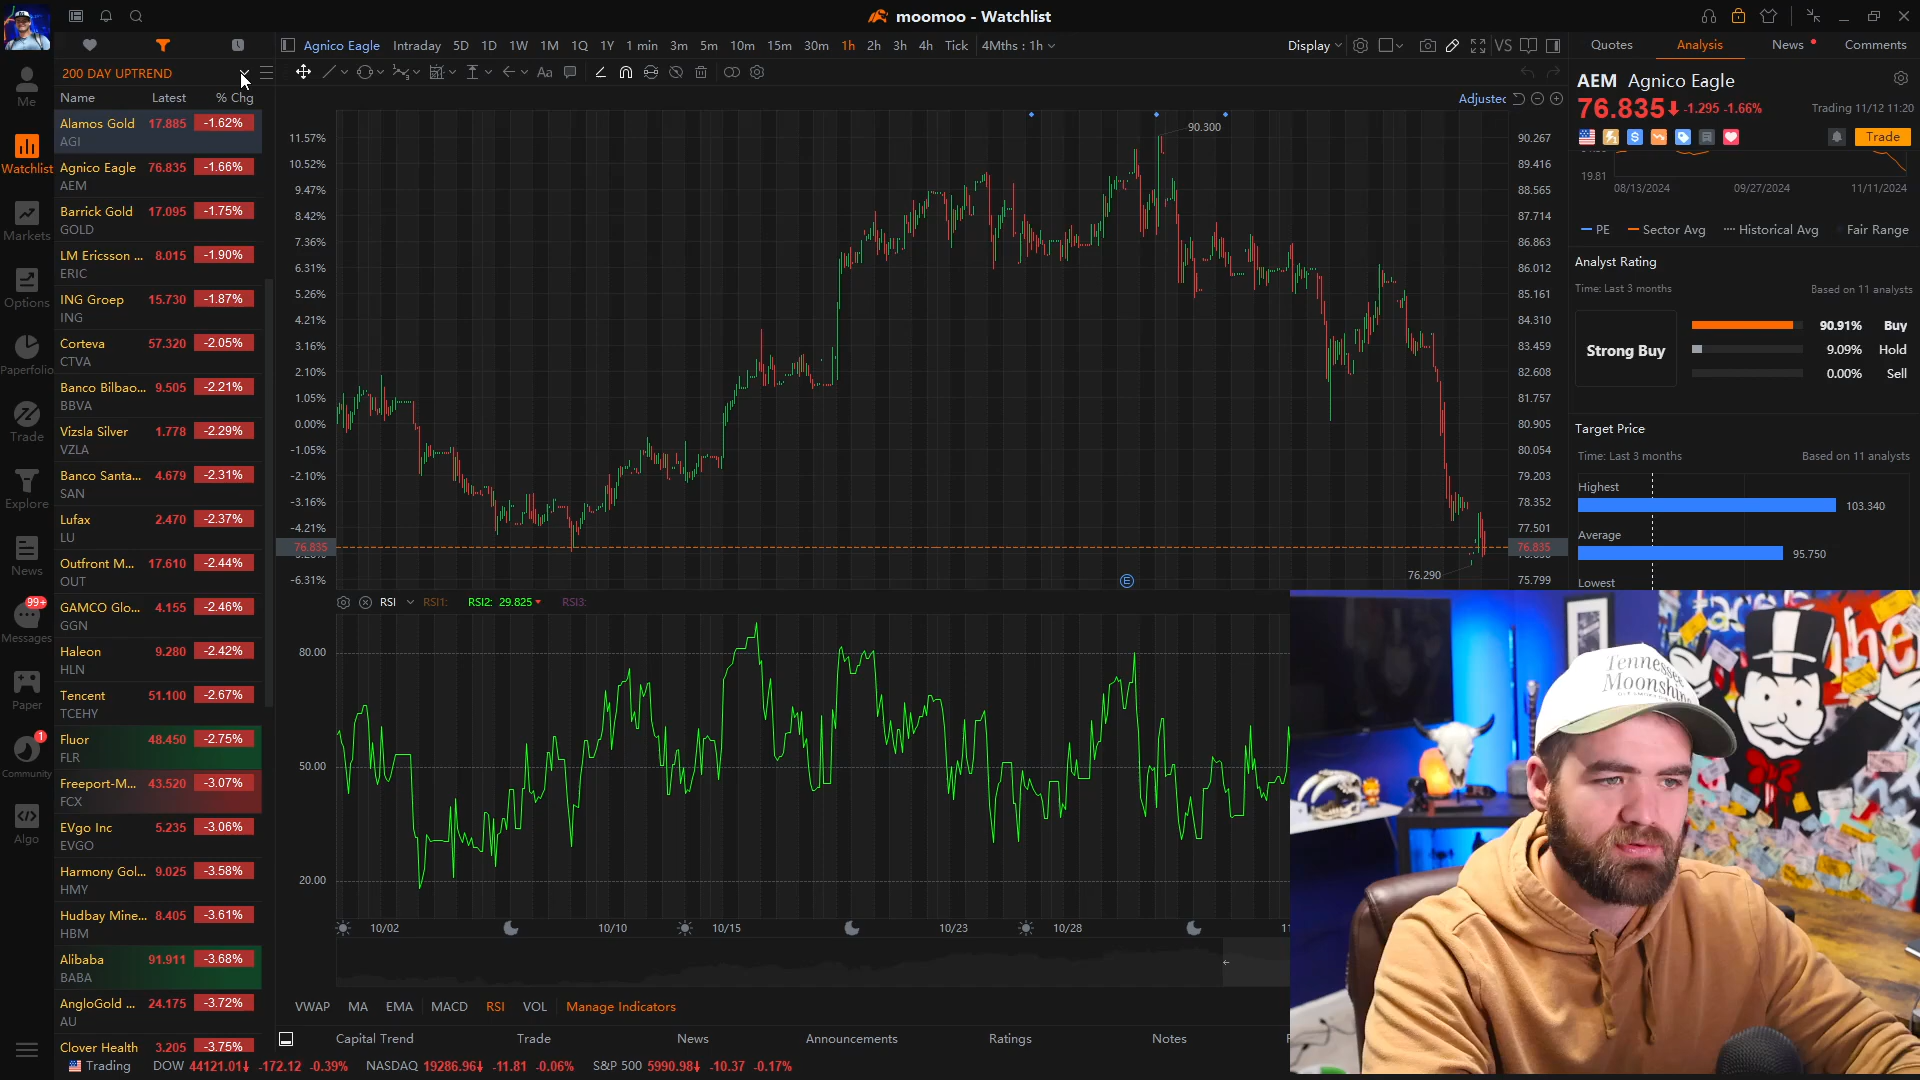 moomoo - Watchlist
Agnico Eagle Intraday 5D 1D 1W 1M 1Q 1Y 1 min 3m 5m 10m 15m 30m 1h 2h 3h 4h Tick 4Mths : 1h
Display
VS
Quotes Analysis News Comments
200 DAY UPTREND
Aa
Name Latest % Chg
Alamos Gold 17.885 -1.62%
AGI
Agnico Eagle 76.835 -1.66%
AEM
Barrick Gold 17.095 -1.75%
GOLD
LM Ericsson ... 8.015 -1.90%
ERIC
ING Groep 15.730 -1.87%
ING
Corteva 57.320 -2.05%
CTVA
Banco Bilbao... 9.505 -2.21%
BBVA
Vizsla Silver 1.778 -2.29%
VZLA
Banco Santa... 4.679 -2.31%
SAN
Lufax 2.470 -2.37%
LU
Outfront M... 17.610 -2.44%
OUT
GAMCO Glo... 4.155 -2.46%
GGN
Haleon 9.280 -2.42%
HLN
Tencent 51.100 -2.67%
TCEHY
Fluor 48.450 -2.75%
FLR
Freeport-M... 43.520 -3.07%
FCX
EVgo Inc 5.235 -3.06%
EVGO
Harmony Gol... 9.025 -3.58%
HMY
Hudbay Mine... 8.405 -3.61%
HBM
Alibaba 91.911 -3.68%
BABA
AngloGold ... 24.175 -3.72%
AU
Clover Health 3.205 -3.75%
Me
Watchlist
Markets
Options
Paperfolio
Trade
Explore
News
99+
Messages
Paper
1
Community
Algo
Adjusted
11.57%
10.52%
9.47%
8.42%
7.36%
6.31%
5.26%
4.21%
3.16%
2.10%
1.05%
0.00%
-1.05%
-2.10%
-3.16%
-4.21%
76.835
-6.31%
90.300
76.290
E
90.267
89.416
88.565
87.714
86.863
86.012
85.161
84.310
83.459
82.608
81.757
80.905
80.054
79.203
78.352
77.501
76.835
75.799
RSI RSI1: RSI2: 29.825 RSI3:
80.00
50.00
20.00
10/02 10/10 10/15 10/23 10/28
VWAP MA EMA MACD RSI VOL Manage Indicators
Capital Trend Trade News Announcements Ratings Notes
Trading DOW 44121.01 -172.12 -0.39% NASDAQ 19286.96 -11.81 -0.06% S&P 500 5990.98 -10.37 -0.17%
AEM Agnico Eagle
76.835 -1.295 -1.66% Trading 11/12 11:20
Trade
19.81
08/13/2024 09/27/2024 11/11/2024
PE Sector Avg Historical Avg Fair Range
Analyst Rating
Time: Last 3 months Based on 11 analysts
Strong Buy
90.91% Buy
9.09% Hold
0.00% Sell
Target Price
Time: Last 3 months Based on 11 analysts
Highest
103.340
Average
95.750
Lowest
Tennessee
Moonshin